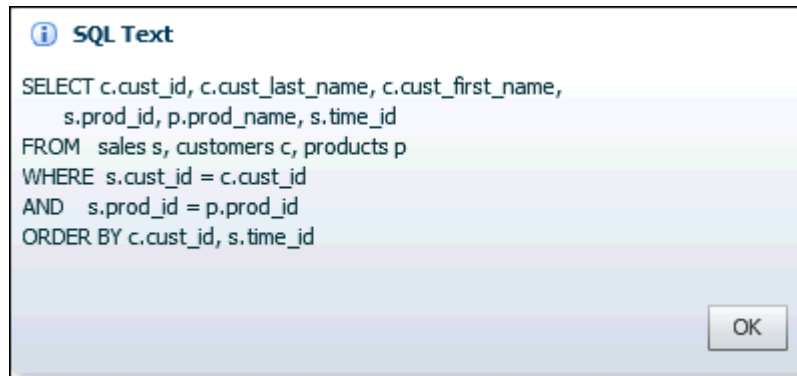 SQL Text
SELECT c.cust_id, c.cust_last_name, c.cust_first_name,
s.prod_id, p.prod_name, s.time_id
FROM sales s, customers c, products p
WHERE s.cust_id = c.cust_id
AND s.prod_id = p.prod_id
ORDER BY c.cust_id, s.time_id
OK